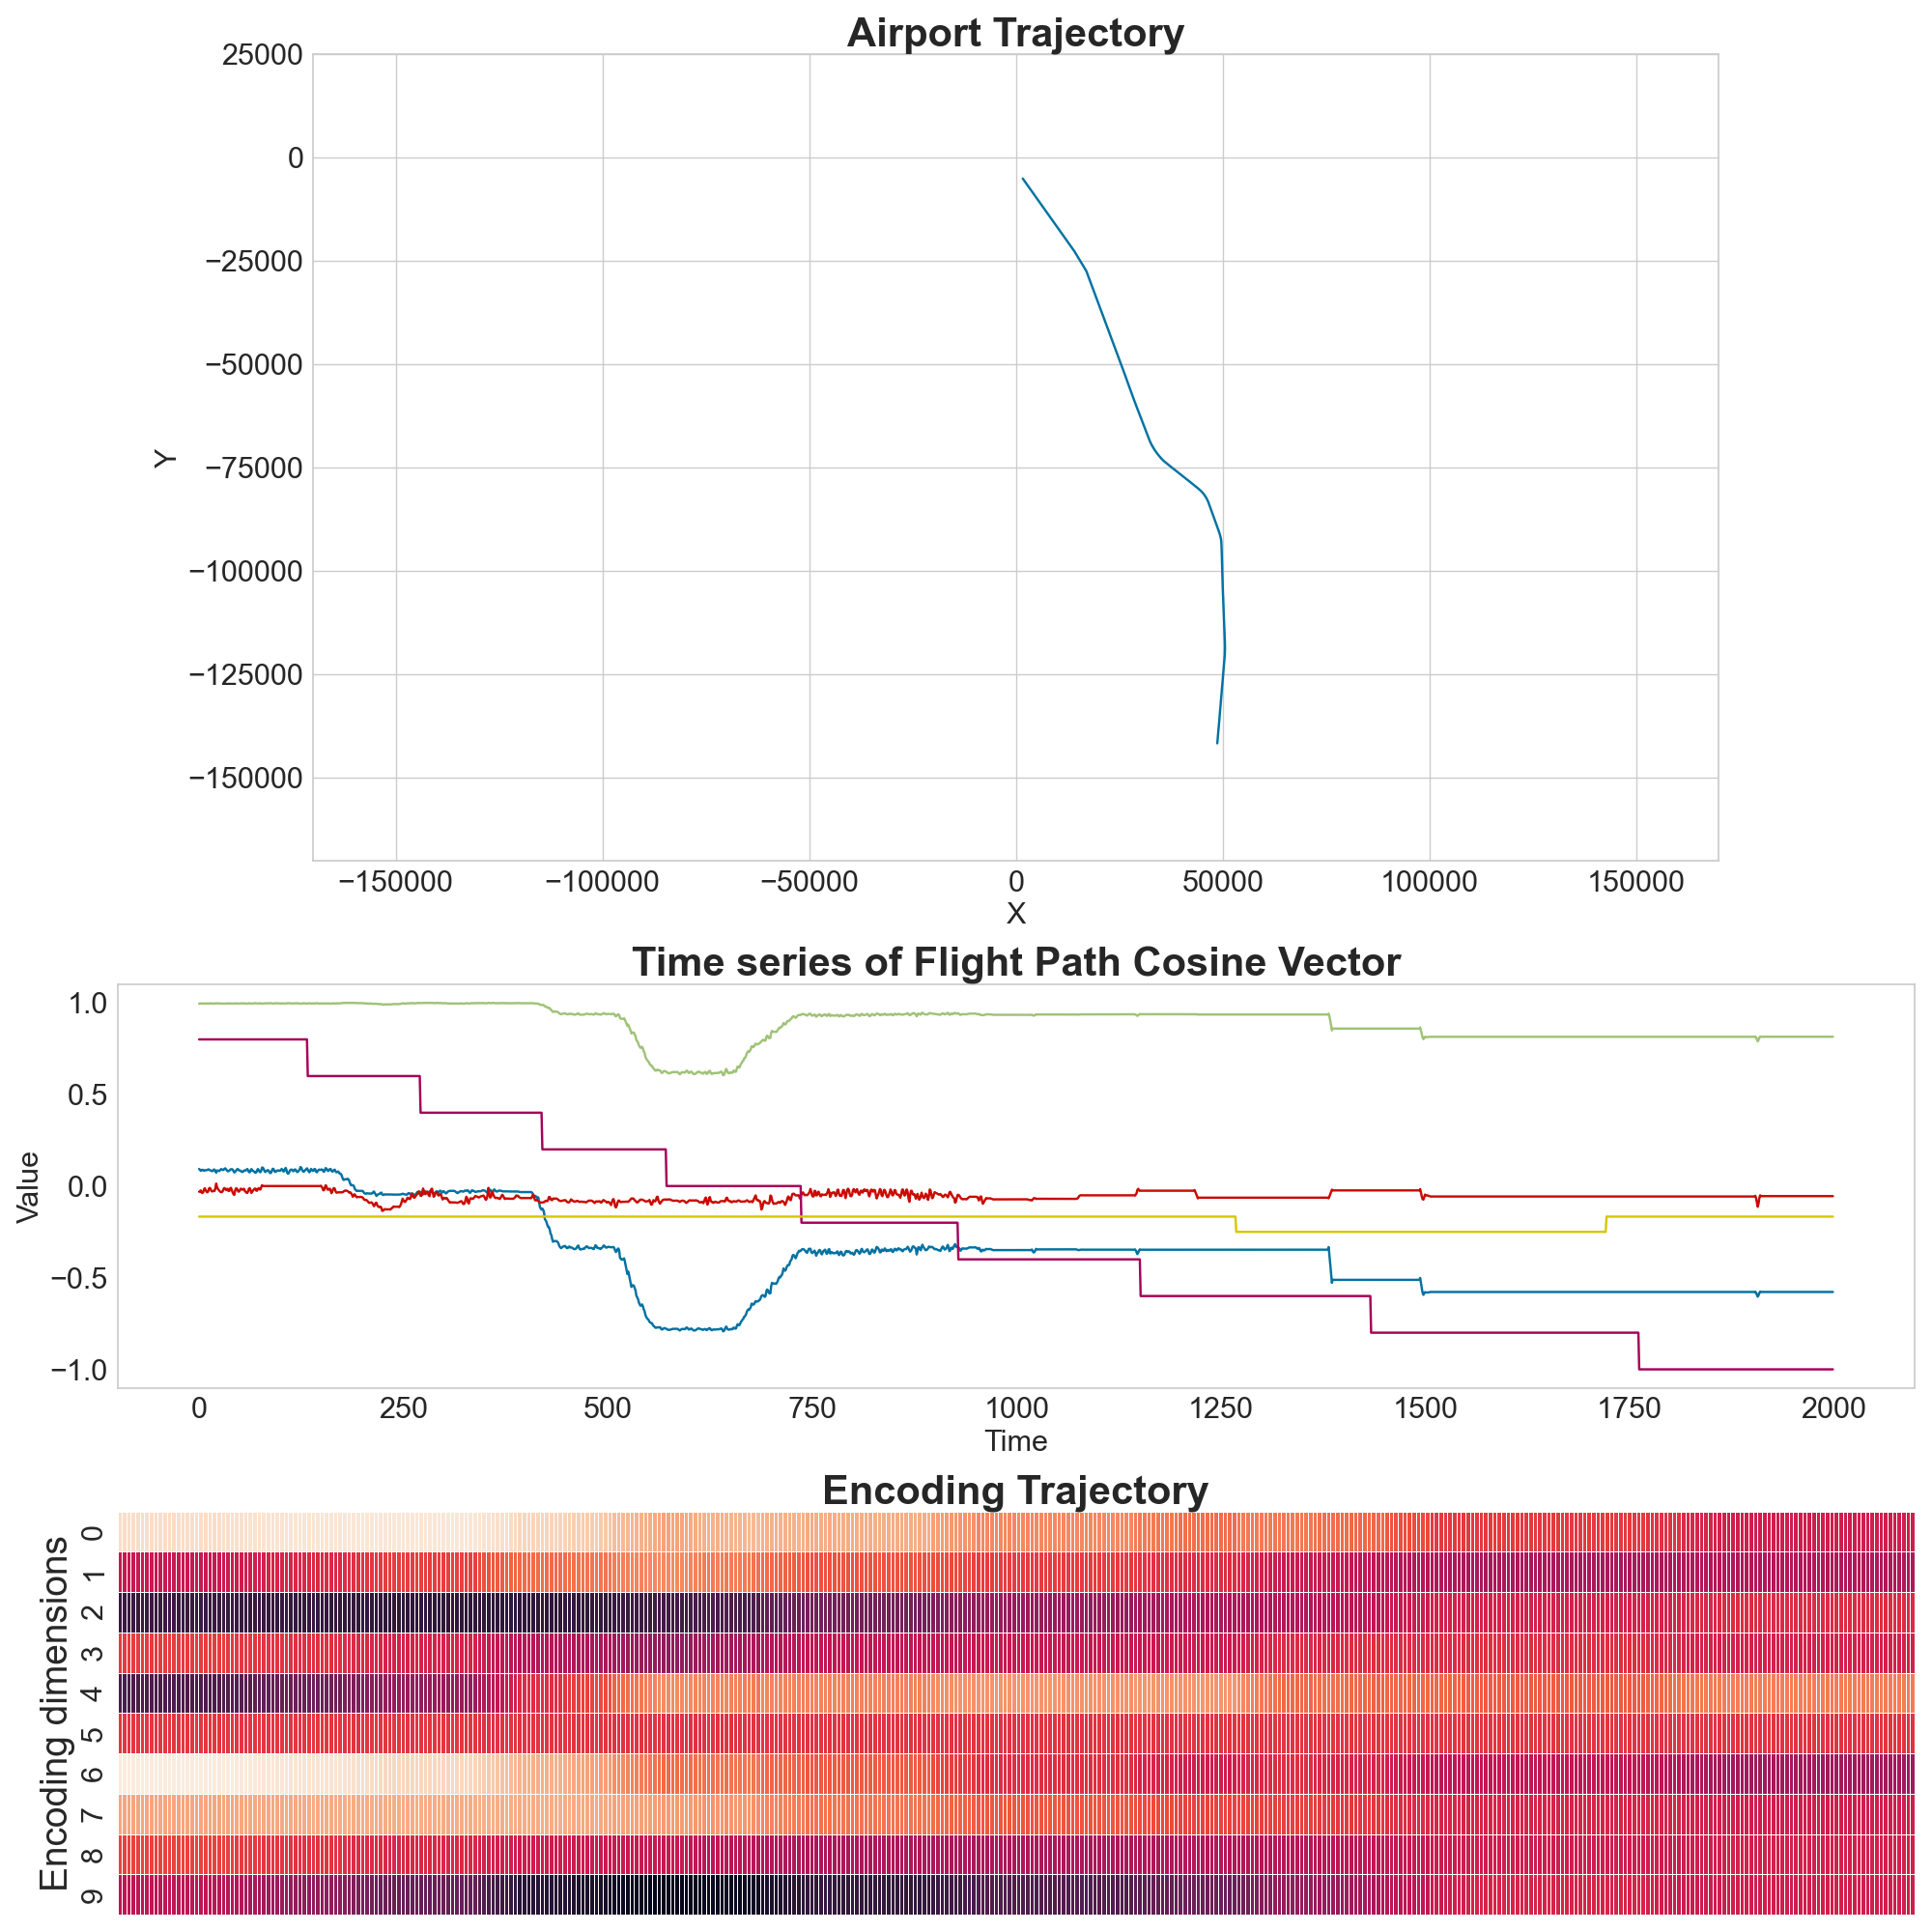 Airport Trajectory
25000
0
−25000
−50000
−75000
−100000
−125000
−150000
Y
−150000 −100000 −50000 0 50000 100000 150000
X
Time series of Flight Path Cosine Vector
1.0
0.5
0.0
−0.5
−1.0
Value
0 250 500 750 1000 1250 1500 1750 2000
Time
Encoding Trajectory
0
1
2
3
4
5
6
7
8
9
Encoding dimensions